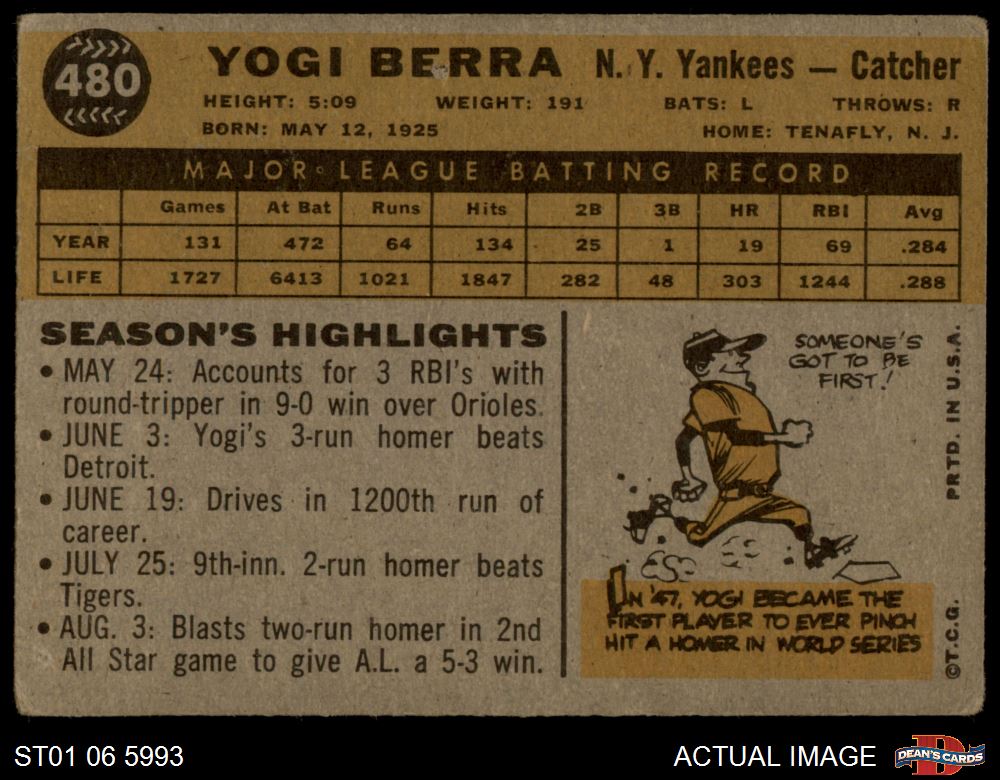 480
YOGI BERRA N. Y. Yankees — Catcher
HEIGHT: 5:09 WEIGHT: 191 BATS: L THROWS: R
BORN: MAY 12, 1925 HOME: TENAFLY, N. J.
MAJOR LEAGUE BATTING RECORD
Games At Bat Runs Hits 2B 3B HR RBI Avg
YEAR 131 472 64 134 25 1 19 69 .284
LIFE 1727 6413 1021 1847 282 48 303 1244 .288
SEASON'S HIGHLIGHTS
• MAY 24: Accounts for 3 RBI's with
round-tripper in 9-0 win over Orioles.
• JUNE 3: Yogi's 3-run homer beats
Detroit.
• JUNE 19: Drives in 1200th run of
career.
• JULY 25: 9th-inn. 2-run homer beats
Tigers.
• AUG. 3: Blasts two-run homer in 2nd
All Star game to give A.L. a 5-3 win.
SOMEONE'S
GOT TO BE
FIRST!
IN '47, YOGI BECAME THE
FIRST PLAYER TO EVER PINCH
HIT A HOMER IN WORLD SERIES
PRTD. IN U.S.A.
©T.C.G.
ST01 06 5993
ACTUAL IMAGE
D
DEAN'S CARDS